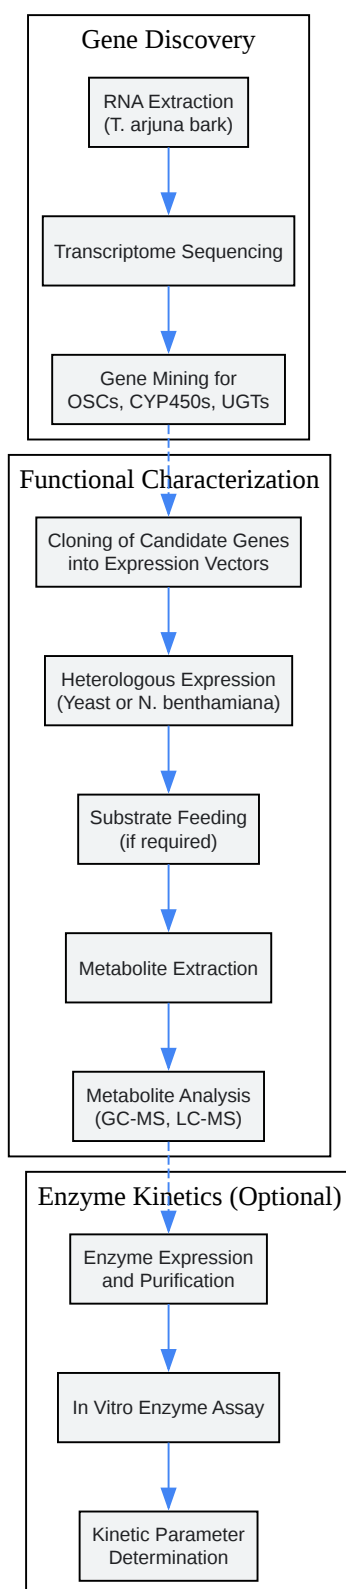 Gene Discovery
RNA Extraction
(T. arjuna bark)
Transcriptome Sequencing
Gene Mining for
OSCs, CYP450s, UGTs
Functional Characterization
Cloning of Candidate Genes
into Expression Vectors
Heterologous Expression
(Yeast or N. benthamiana)
Substrate Feeding
(if required)
Metabolite Extraction
Metabolite Analysis
(GC-MS, LC-MS)
Enzyme Kinetics (Optional)
Enzyme Expression
and Purification
In Vitro Enzyme Assay
Kinetic Parameter
Determination